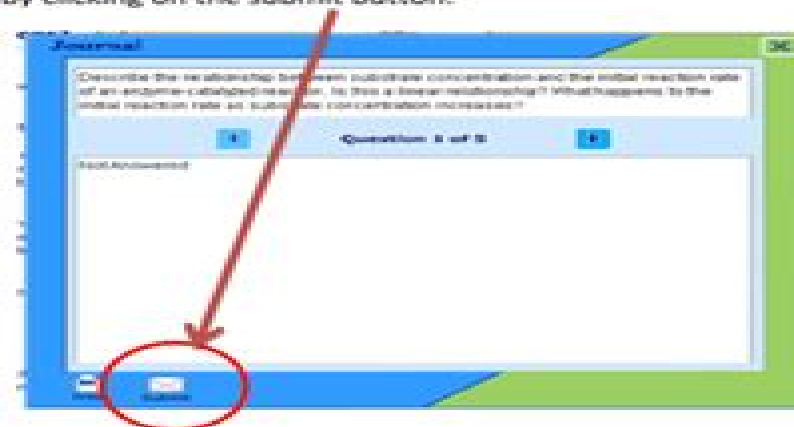 by clicking on the submit button.
Journal
Describe the relationship between substrate concentration and the initial reaction rate
of an enzyme-catalyzed reaction. Is this a linear relationship? What happens to the
initial reaction rate as substrate concentration increases?
Question 1 of 5
Not Answered
Print
Submit